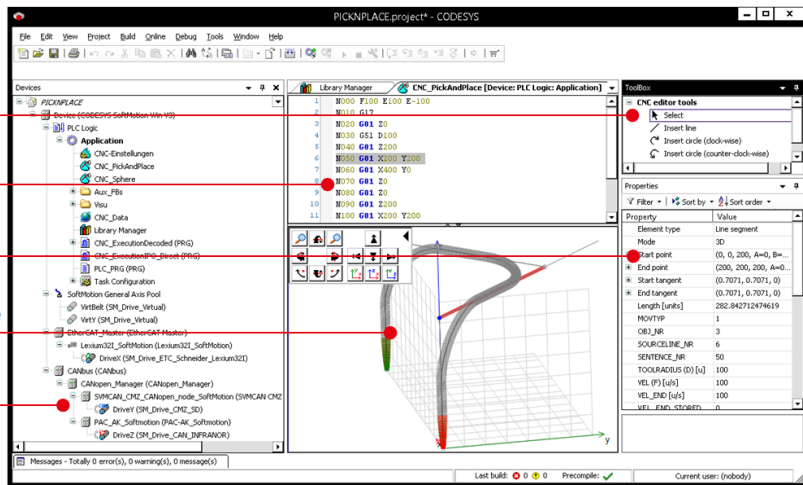 PICKNPLACE.project* - CODESYS
File Edit View Project Build Online Debug Tools Window Help
Devices
PICKNPLACE
Device (CODESYS SoftMotion Win V3)
PLC Logic
Application
CNC-Einstellungen
CNC_PickAndPlace
CNC_Sphere
Aux_FBs
Visu
CNC_Data
Library Manager
CNC_ExecutionDecoded (PRG)
CNC_ExecutionIPO_Direct (PRG)
PLC_PRG (PRG)
Task Configuration
SoftMotion General Axis Pool
VirtBelt (SM_Drive_Virtual)
VirtY (SM_Drive_Virtual)
EtherCAT_Master (EtherCAT Master)
Lexium32I_SoftMotion (Lexium32I_SoftMotion)
DriveX (SM_Drive_ETC_Schneider_Lexium32I)
CANbus (CANbus)
CANopen_Manager (CANopen_Manager)
SVMCAN_CMZ_CANopen_node_SoftMotion (SVMCAN CMZ
DriveY (SM_Drive_CMZ_SD)
PAC_AK_Softmotion (PAC-AK_Softmotion)
DriveZ (SM_Drive_CAN_INFRANOR)
Library Manager
CNC_PickAndPlace [Device: PLC Logic: Application]
1 N000 F100 E100 E-100
2 N010 G17
3 N020 G01 Z0
4 N030 G51 D100
5 N040 G01 Z200
6 N050 G01 X200 Y200
7 N060 G01 X400 Y0
8 N070 G01 Z0
9 N080 G01 Z0
10 N090 G01 Z200
11 N100 G01 X200 Y200
y
ToolBox
CNC editor tools
Select
Insert line
Insert circle (clock-wise)
Insert circle (counter-clock-wise)
Properties
Filter Sort by Sort order
Property Value
Element type Line segment
Mode 3D
Start point (0, 0, 200, A=0, B=...
End point (200, 200, 200, A=0...
Start tangent (0.7071, 0.7071, 0)
End tangent (0.7071, 0.7071, 0)
Length [units] 282.842712474619
MOVTYP 1
OBJ_NR 3
SOURCELINE_NR 6
SENTENCE_NR 50
TOOLRADIUS (D) [u] 100
VEL (F) [u/s] 100
VEL_END [u/s] 100
VEL_END_STORED 0
Messages - Totally 0 error(s), 0 warning(s), 0 message(s)
Last build: 0 0 Precompile: Current user: (nobody)